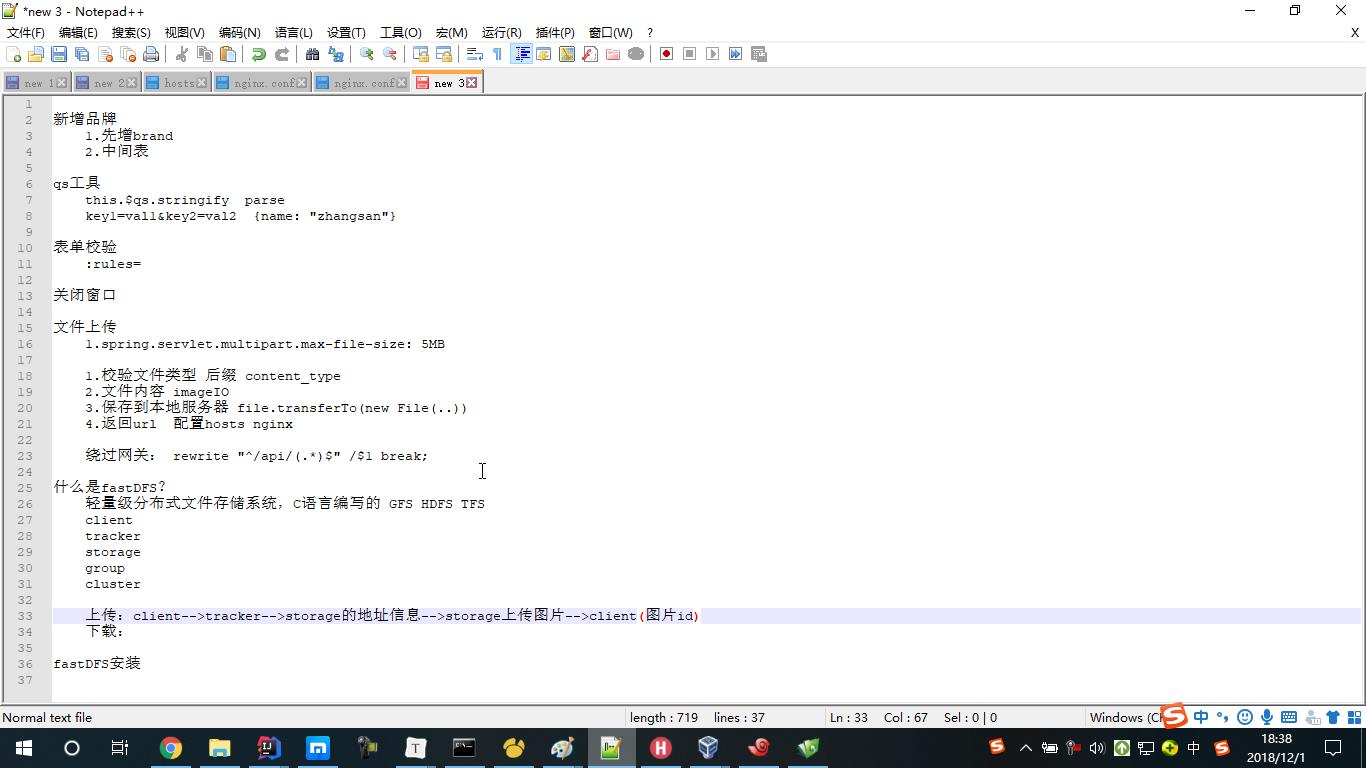 *new 3 - Notepad++
文件(F) 编辑(E) 搜索(S) 视图(V) 编码(N) 语言(L) 设置(T) 工具(O) 宏(M) 运行(R) 插件(P) 窗口(W) ? X
new 1 new 2 hosts nginx.conf nginx.conf new 3
1
2 新增品牌
3 1.先增brand
4 2.中间表
5
6 qs工具
7 this.$qs.stringify parse
8 key1=val1&key2=val2 {name: "zhangsan"}
9
10 表单校验
11 :rules=
12
13 关闭窗口
14
15 文件上传
16 1.spring.servlet.multipart.max-file-size: 5MB
17
18 1.校验文件类型 后缀 content_type
19 2.文件内容 imageIO
20 3.保存到本地服务器 file.transferTo(new File(..))
21 4.返回url 配置hosts nginx
22
23 绕过网关: rewrite "^/api/(.*)$" /$1 break;
24
25 什么是fastDFS?
26 轻量级分布式文件存储系统，C语言编写的 GFS HDFS TFS
27 client
28 tracker
29 storage
30 group
31 cluster
32
33 上传：client-->tracker-->storage的地址信息-->storage上传图片-->client(图片id)
34 下载：
35
36 fastDFS安装
37
Normal text file length : 719 lines : 37 Ln : 33 Col : 67 Sel : 0 | 0 Windows (C 中
中 18:38
2018/12/1